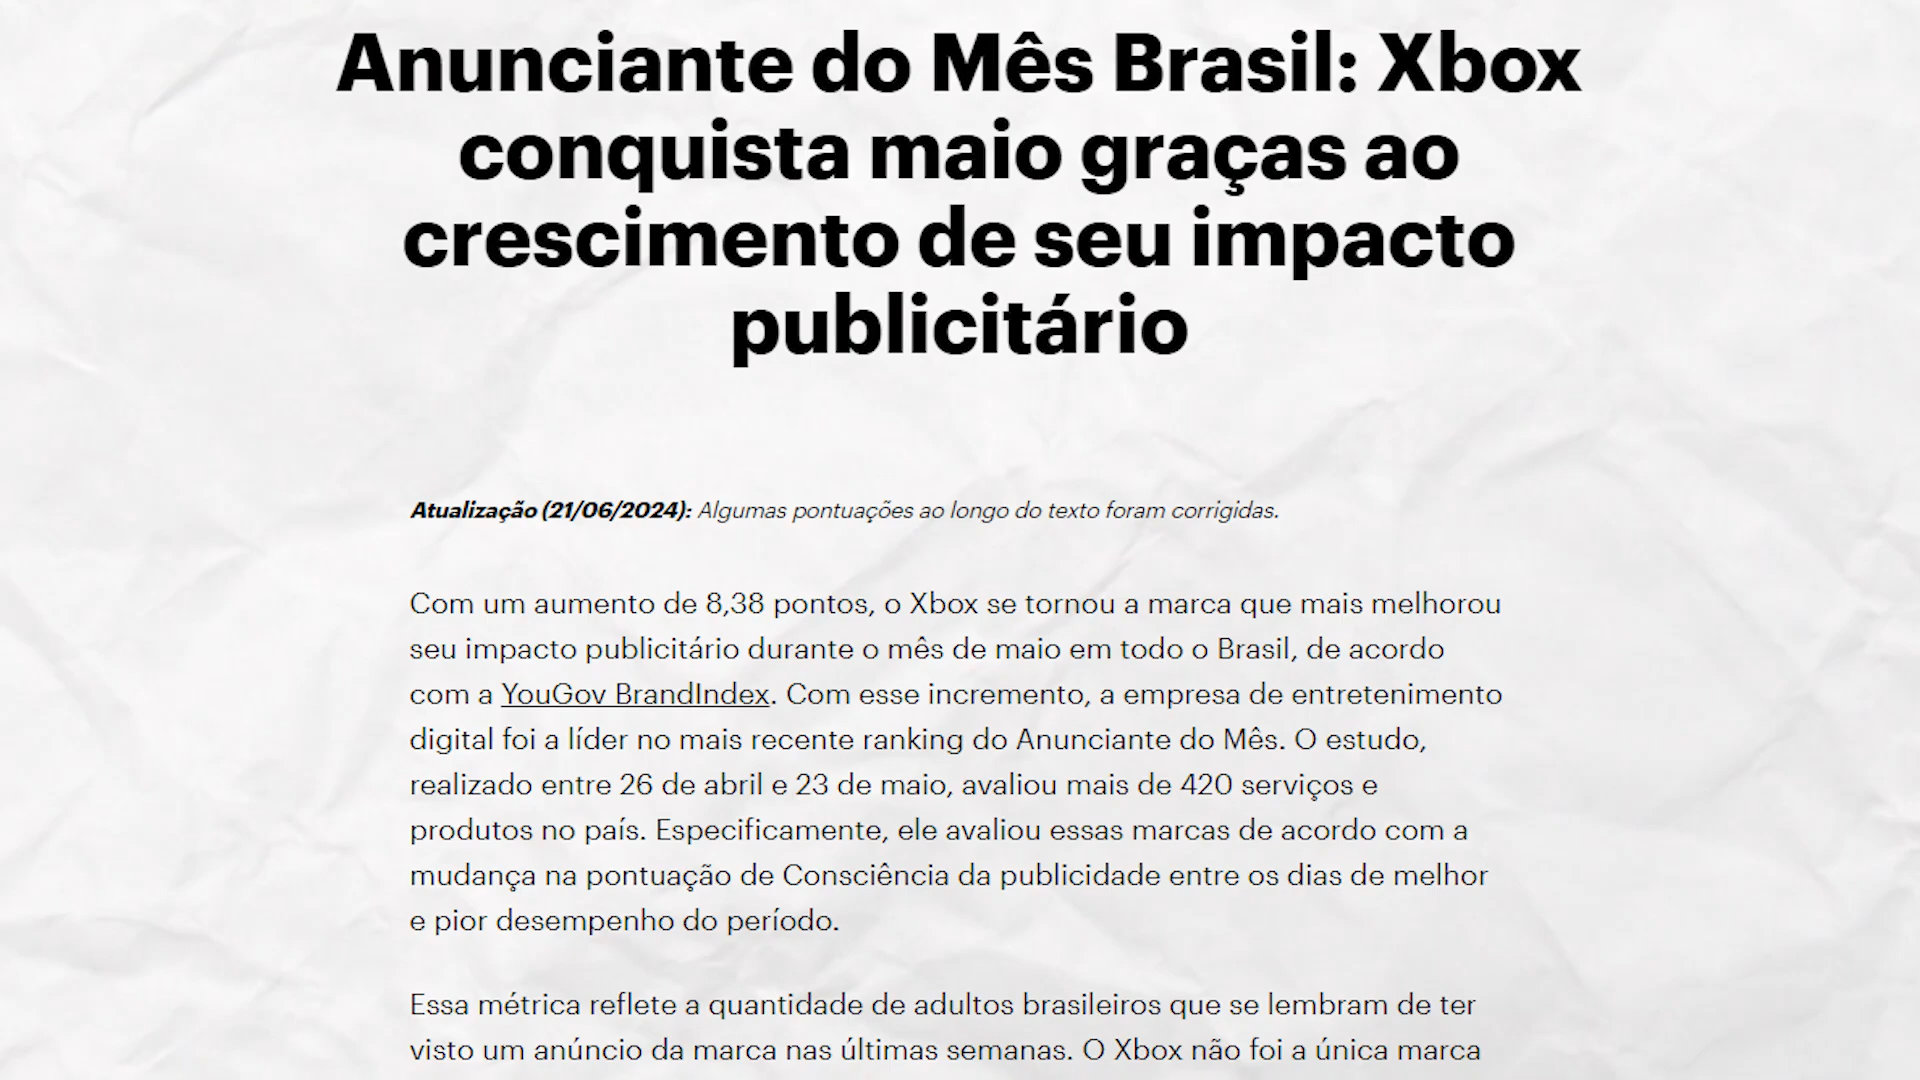 Anunciante do Mês Brasil: Xbox
conquista maio graças ao
crescimento de seu impacto
publicitário
Atualização (21/06/2024): Algumas pontuações ao longo do texto foram corrigidas.
Com um aumento de 8,38 pontos, o Xbox se tornou a marca que mais melhorou
seu impacto publicitário durante o mês de maio em todo o Brasil, de acordo
com a YouGov BrandIndex. Com esse incremento, a empresa de entretenimento
digital foi a líder no mais recente ranking do Anunciante do Mês. O estudo,
realizado entre 26 de abril e 23 de maio, avaliou mais de 420 serviços e
produtos no país. Especificamente, ele avaliou essas marcas de acordo com a
mudança na pontuação de Consciência da publicidade entre os dias de melhor
e pior desempenho do período.
Essa métrica reflete a quantidade de adultos brasileiros que se lembram de ter
visto um anúncio da marca nas últimas semanas. O Xbox não foi a única marca